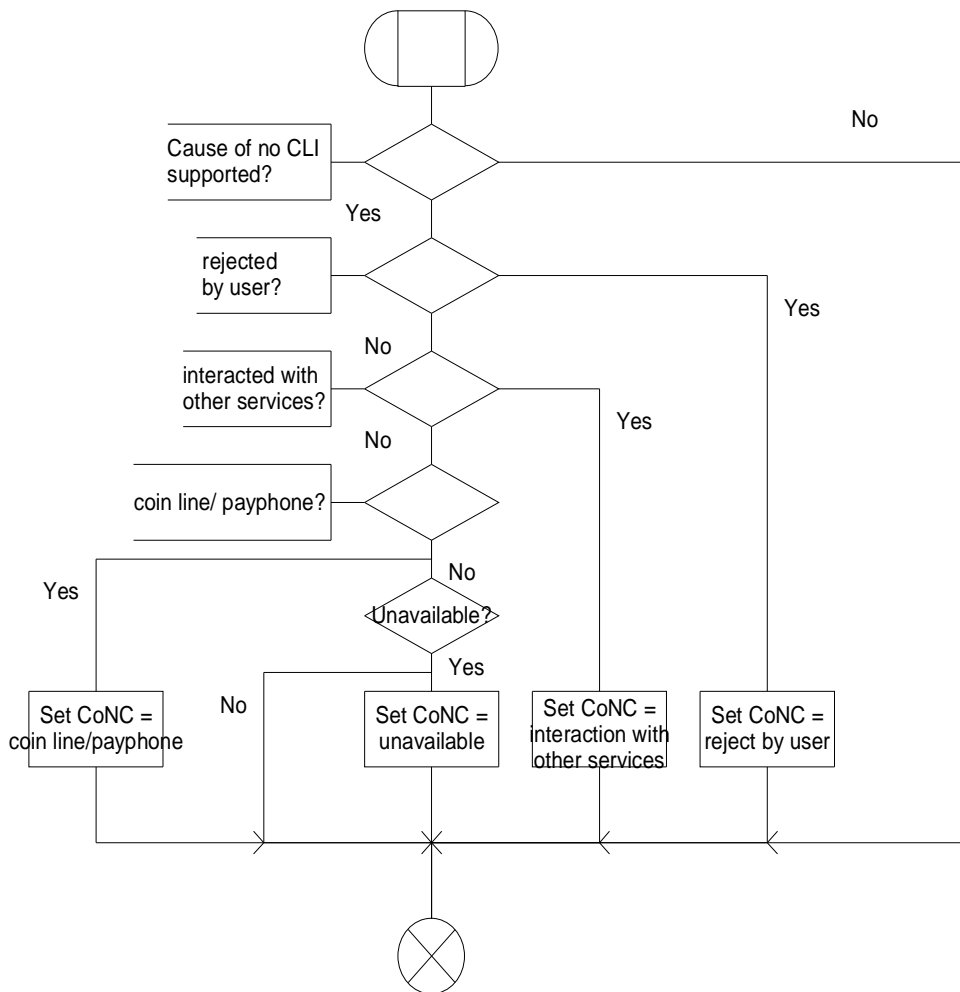 No
Cause of no CLI
supported?
Yes
rejected
by user?
Yes
No
interacted with
other services?
Yes
No
coin line/ payphone?
Yes
No
Unavailable?
Yes
No
Set CoNC =
coin line/payphone
Set CoNC =
unavailable
Set CoNC =
interaction with
other services
Set CoNC =
reject by user